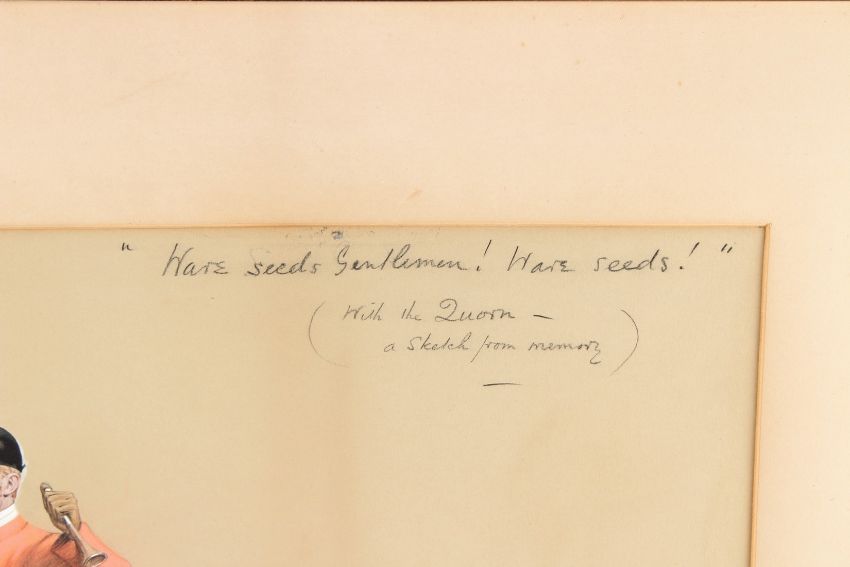 " Ware seeds Gentlemen! Ware seeds! "
(With the Quorn —
a sketch from memory)